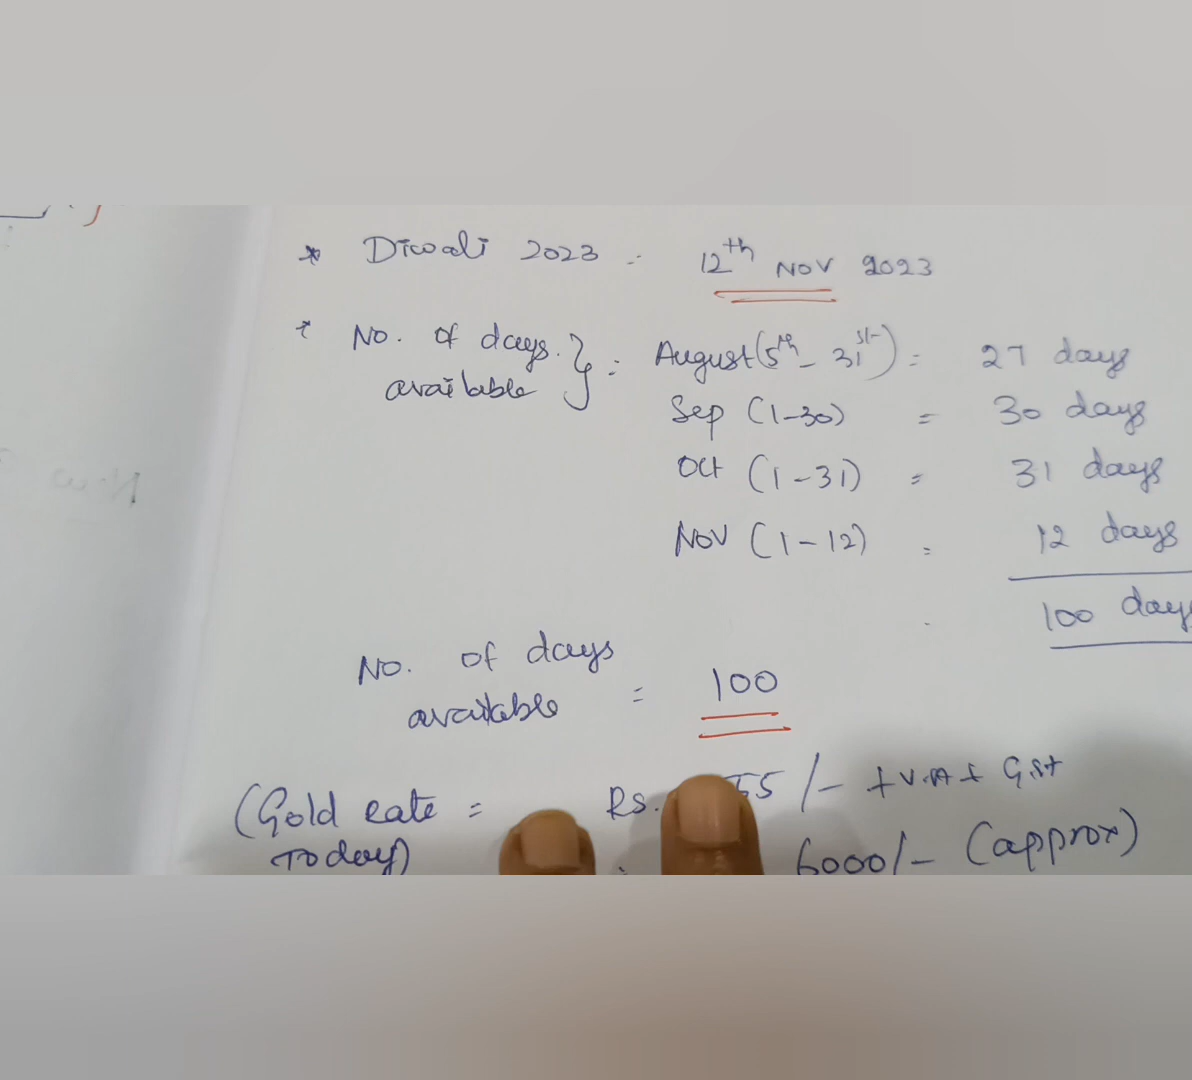 * Diwali 2023 :- 12th NOV 2023
* No. of days available } : August (5th - 31st) = 27 days
Sep (1-30) = 30 days
Oct (1-31) = 31 days
NOV (1-12) = 12 days
100 days
No. of days available = 100
(Gold rate Today) = Rs. 55/- + V.A + G.st
6000/- (approx)